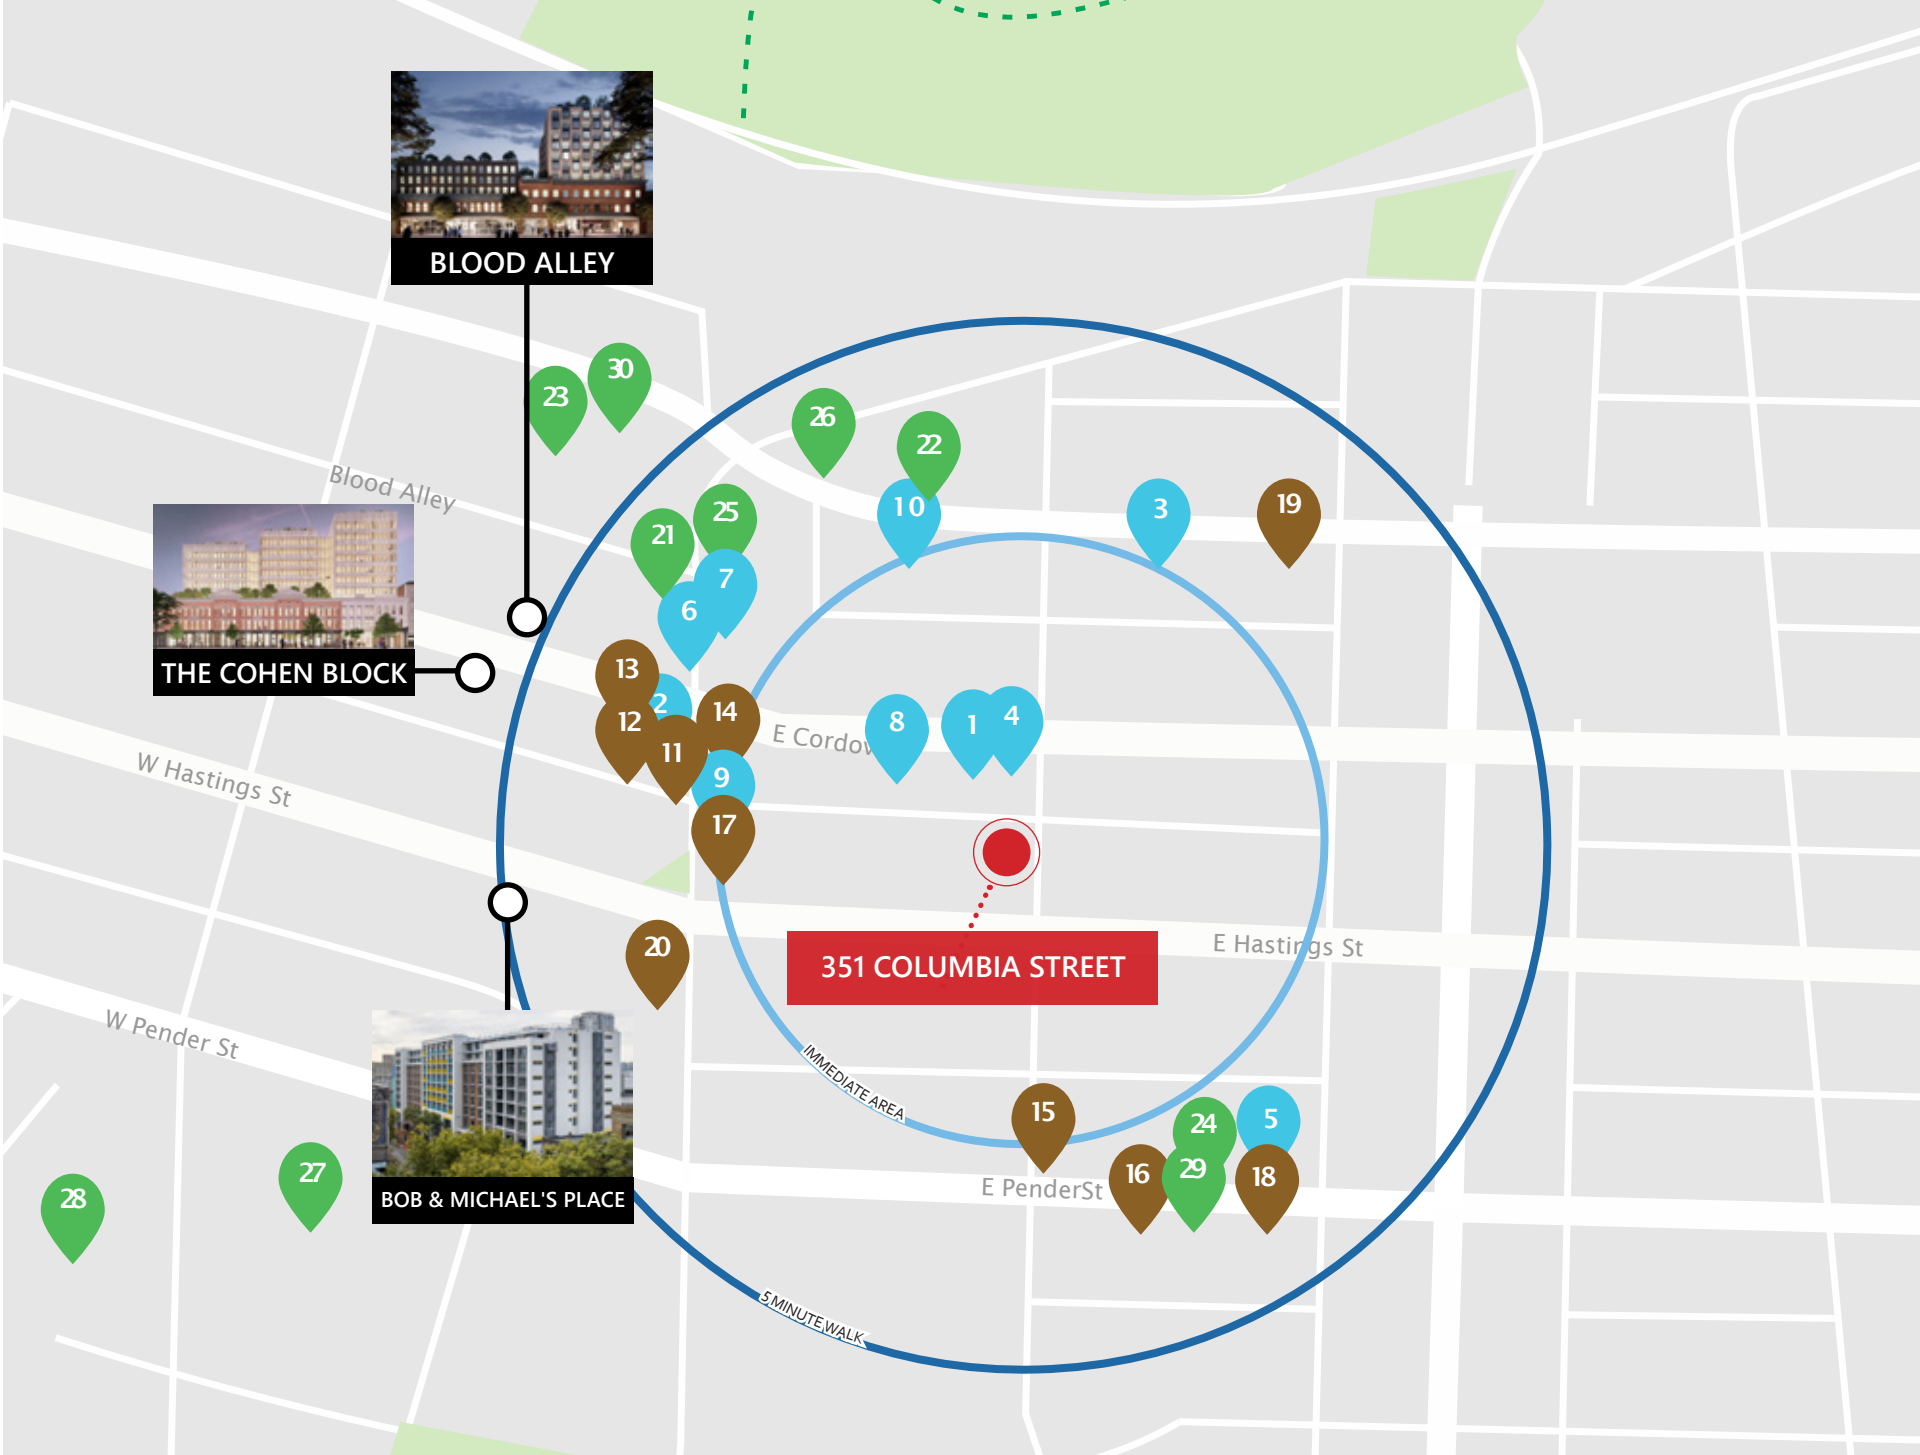 BLOOD ALLEY
30
23
26
22
Blood Alley
10
3
19
25
21
7
6
THE COHEN BLOCK
13
2
12
14
11
E Cordov
8
1
4
W Hastings St
9
17
20
E Hastings St
351 COLUMBIA STREET
W Pender St
IMMEDIATE AREA
15
24
5
16
29
18
E PenderSt
27
28
BOB & MICHAEL'S PLACE
5 MINUTE WALK